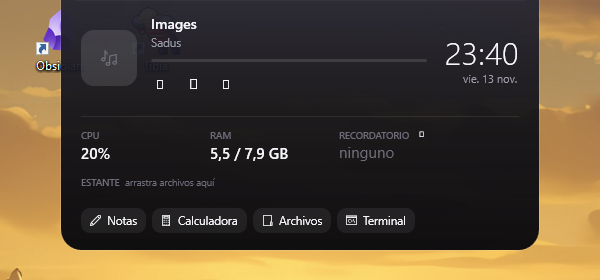 Images
Sadus
Obsi
23:40
vie. 13 nov.
CPU
RAM
RECORDATORIO
20%
5,5 / 7,9 GB
ninguno
ESTANTE arrastra archivos aquí
Notas
Calculadora
Archivos
Terminal